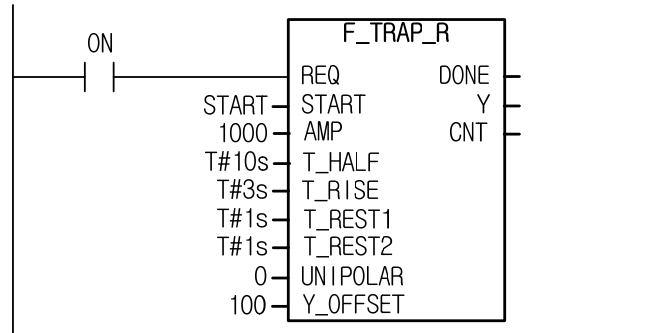 F_TRAP_R
ON
REQ DONE
START START Y
1000 AMP CNT
T#10s T_HALF
T#3s T_RISE
T#1s T_REST1
T#1s T_REST2
0 UNIPOLAR
100 Y_OFFSET